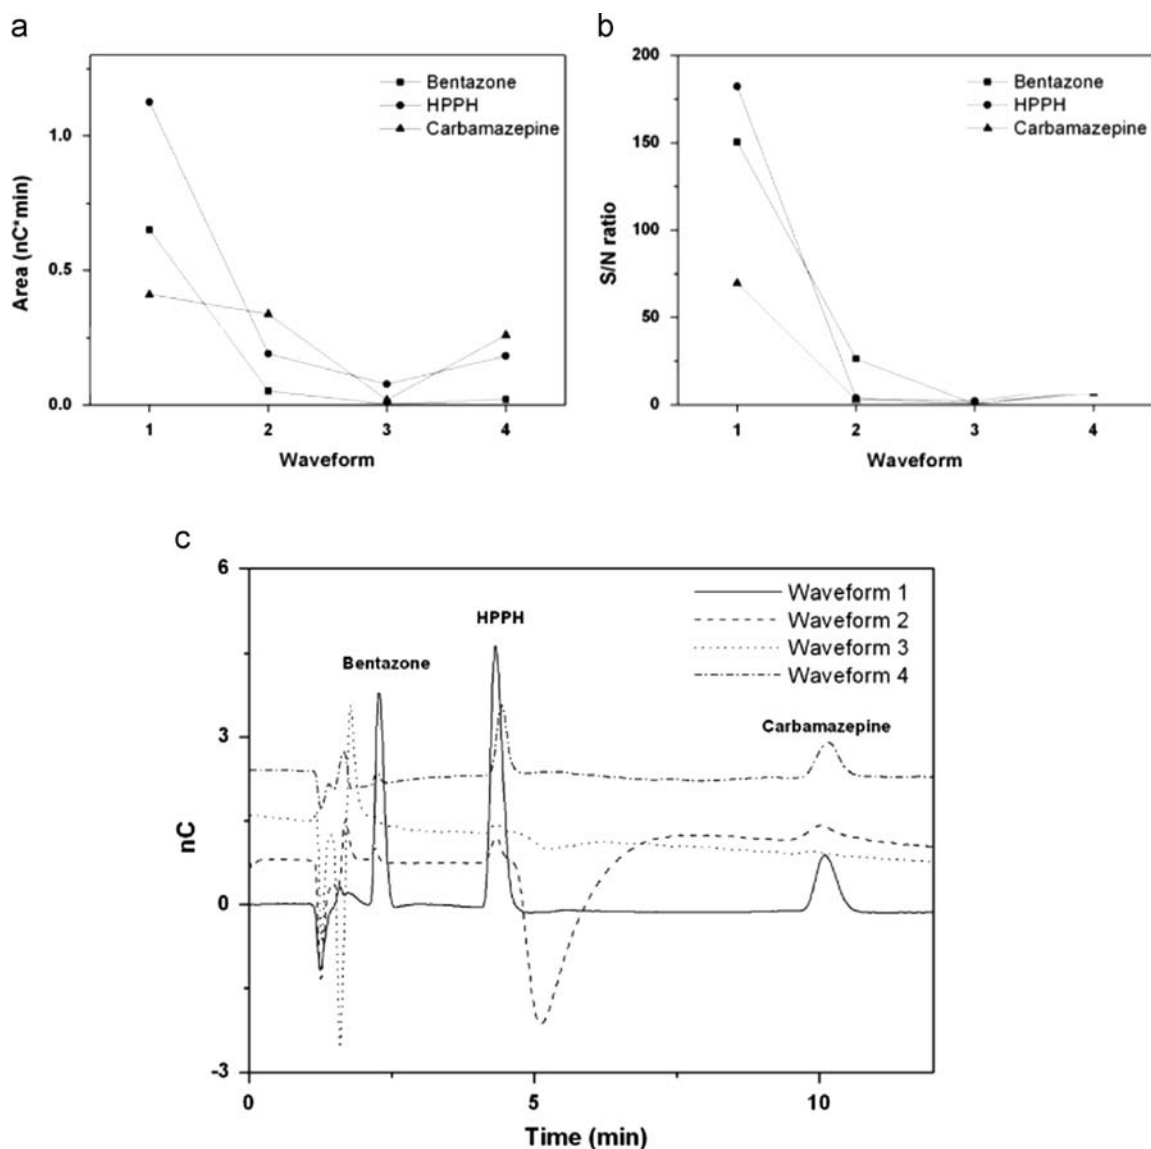 a
Bentazone
HPPH
Carbamazepine
1.0
0.5
0.0
Area (nC*min)
1 2 3 4
Waveform
b
200
150
100
50
0
S/N ratio
Bentazone
HPPH
Carbamazepine
1 2 3 4
Waveform
c
6
3
0
-3
nC
Waveform 1
Waveform 2
Waveform 3
Waveform 4
HPPH
Bentazone
Carbamazepine
0 5 10
Time (min)